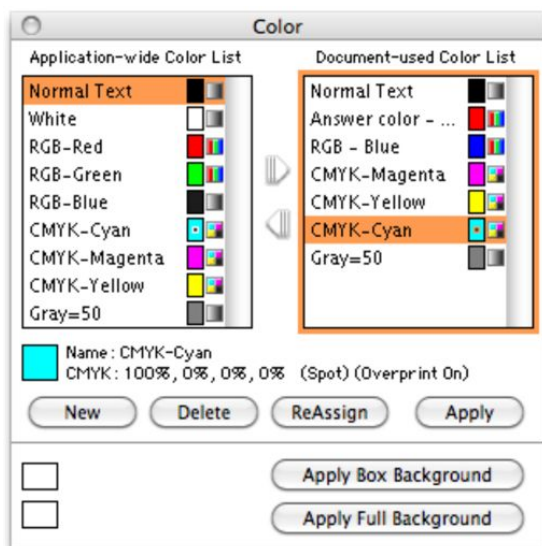 Color
Application-wide Color List
Document-used Color List
Normal Text
White
RGB-Red
RGB-Green
RGB-Blue
CMYK-Cyan
CMYK-Magenta
CMYK-Yellow
Gray=50
Normal Text
Answer color - ...
RGB - Blue
CMYK-Magenta
CMYK-Yellow
CMYK-Cyan
Gray=50
Name: CMYK-Cyan
CMYK: 100%, 0%, 0%, 0% (Spot) (Overprint On)
New Delete ReAssign Apply
Apply Box Background
Apply Full Background